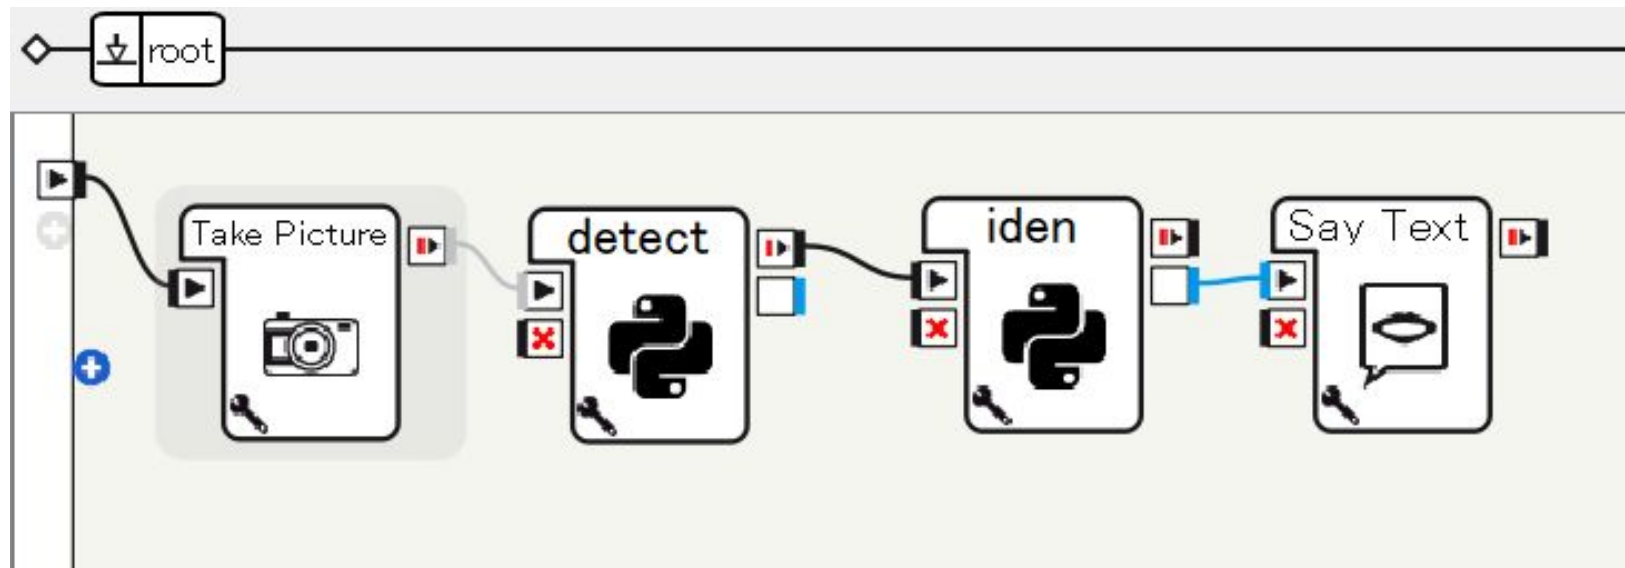 root
Take Picture
detect
iden
Say Text